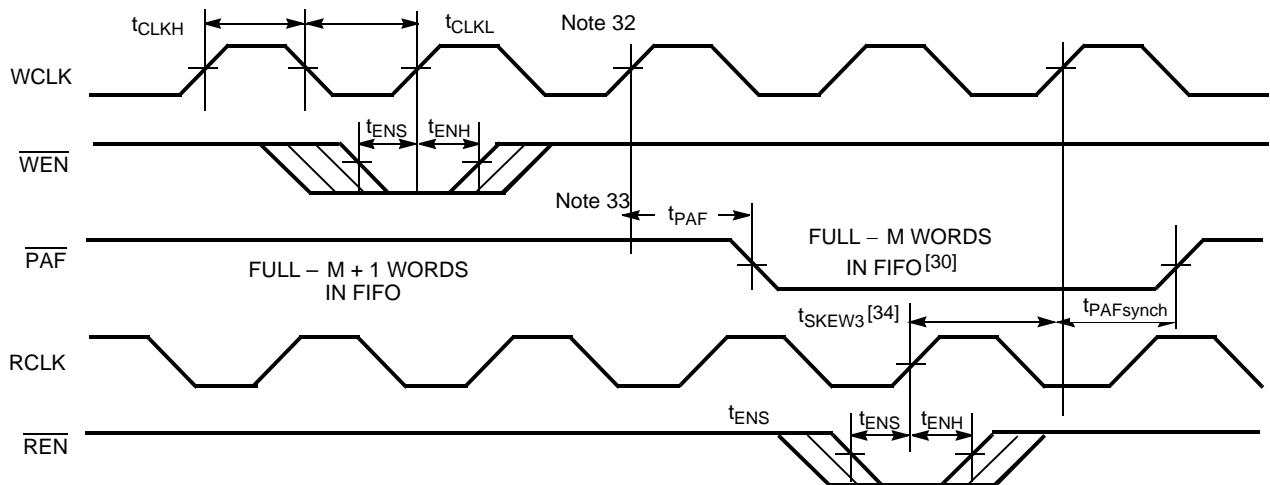 tCLKH tCLKL Note 32
WCLK
tENS tENH
WEN
Note 33 tPAF
PAF
FULL – M + 1 WORDS
IN FIFO
FULL – M WORDS
IN FIFO[30]
tSKEW3[34] tPAFsynch
RCLK
tENS tENS tENH
REN